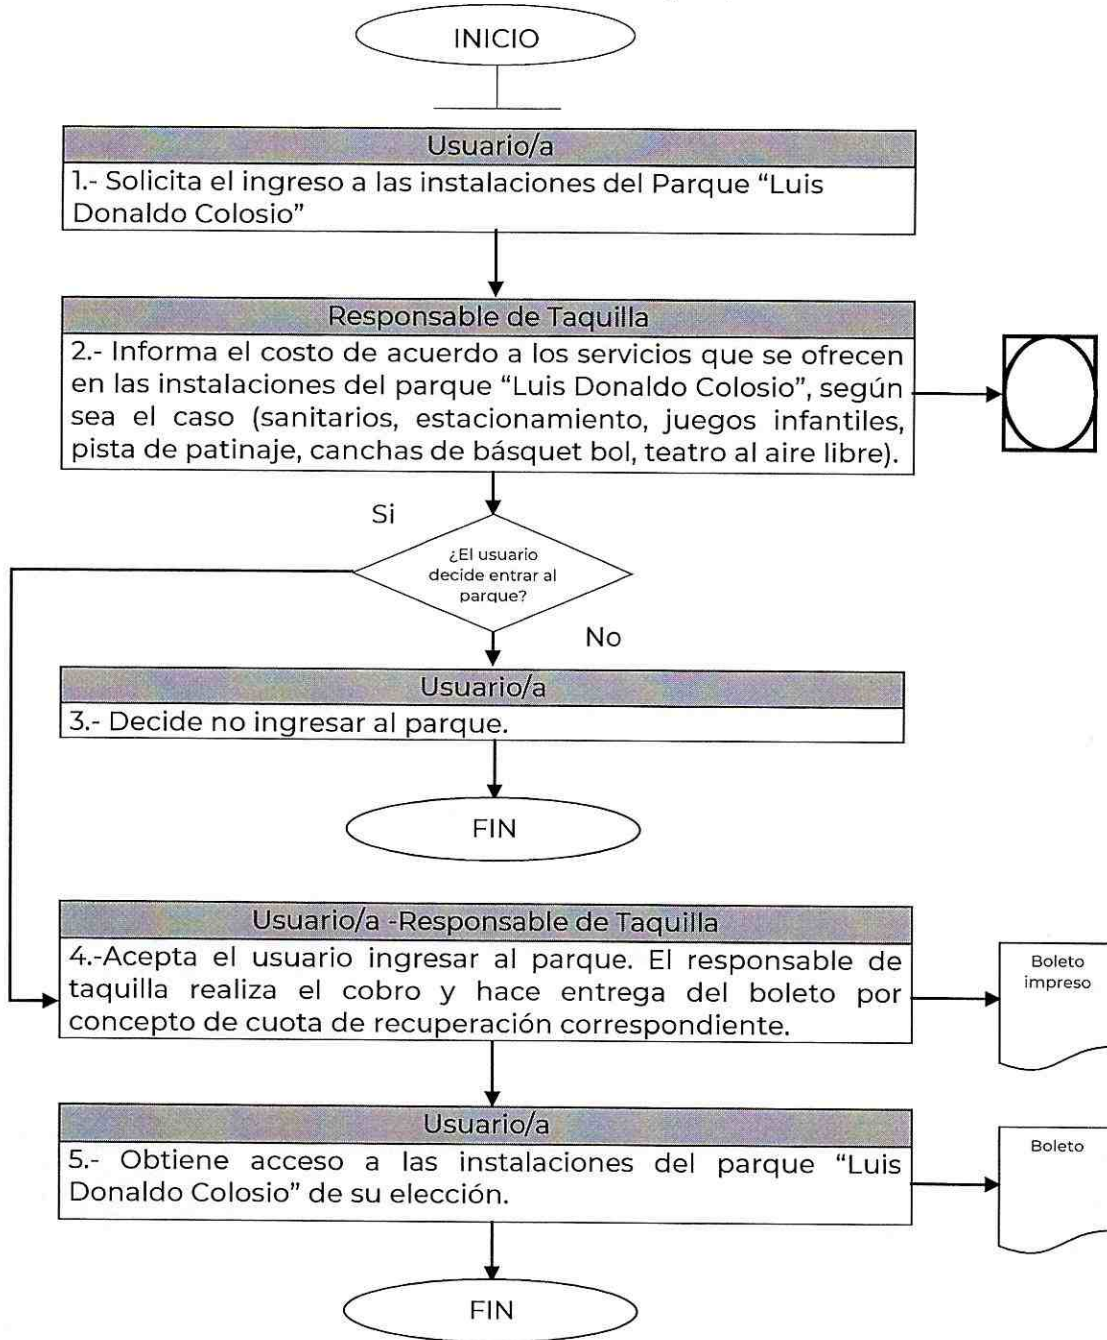 INICIO
Usuario/a
1.- Solicita el ingreso a las instalaciones del Parque “Luis
Donaldo Colosio”
Responsable de Taquilla
2.- Informa el costo de acuerdo a los servicios que se ofrecen
en las instalaciones del parque “Luis Donaldo Colosio”, según
sea el caso (sanitarios, estacionamiento, juegos infantiles,
pista de patinaje, canchas de básquet bol, teatro al aire libre).
Si
¿El usuario
decide entrar al
parque?
No
Usuario/a
3.- Decide no ingresar al parque.
FIN
Usuario/a -Responsable de Taquilla
4.-Acepta el usuario ingresar al parque. El responsable de
taquilla realiza el cobro y hace entrega del boleto por
concepto de cuota de recuperación correspondiente.
Boleto
impreso
Usuario/a
5.- Obtiene acceso a las instalaciones del parque “Luis
Donaldo Colosio” de su elección.
Boleto
FIN